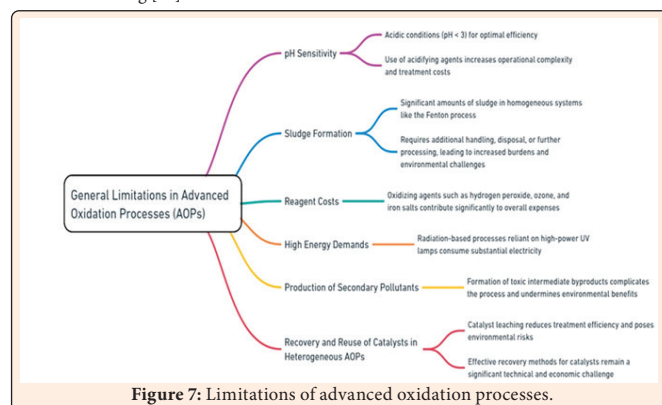 Acidic conditions (pH < 3) for optimal efficiency
pH Sensitivity
Use of acidifying agents increases operational complexity
and treatment costs
Significant amounts of sludge in homogeneous systems
like the Fenton process
Sludge Formation
Requires additional handling, disposal, or further
processing, leading to increased burdens and
environmental challenges
General Limitations in Advanced
Oxidation Processes (AOPs)
Reagent Costs
Oxidizing agents such as hydrogen peroxide, ozone, and
iron salts contribute significantly to overall expenses
High Energy Demands
Radiation-based processes reliant on high-power UV
lamps consume substantial electricity
Production of Secondary Pollutants
Formation of toxic intermediate byproducts complicates
the process and undermines environmental benefits
Recovery and Reuse of Catalysts in
Heterogeneous AOPs
Catalyst leaching reduces treatment efficiency and poses
environmental risks
Effective recovery methods for catalysts remain a
significant technical and economic challenge
Figure 7: Limitations of advanced oxidation processes.